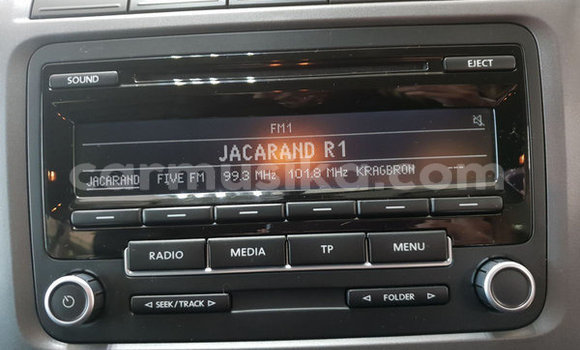 SOUND
EJECT
FM1
JACARAND R1
JACARAND FIVE FM 99.3 MHz 101.8 MHz KRAGBRON ---
carmusika.com
RADIO MEDIA TP MENU
◁ SEEK/TRACK ▷
◁ FOLDER ▷